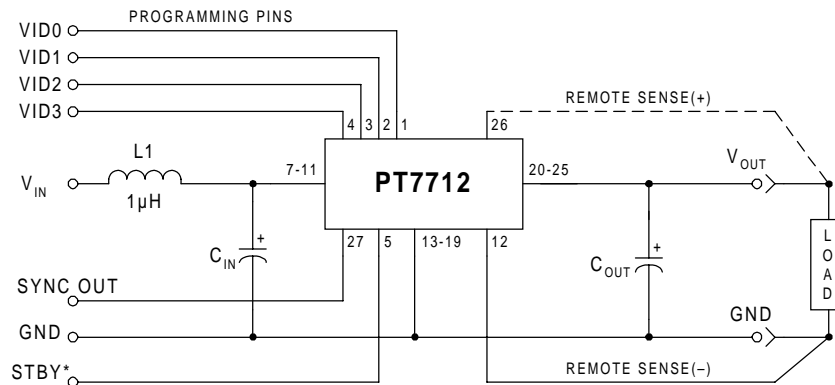 PROGRAMMING PINS
VID0
VID1
VID2
VID3
4 3 2 1
26
REMOTE SENSE(+)
L1
1µH
V_IN
7-11
PT7712
20-25
V_OUT
C_IN
+
27 5 13-19 12
C_OUT
+
LOAD
SYNC OUT
GND
GND
STBY*
REMOTE SENSE(–)